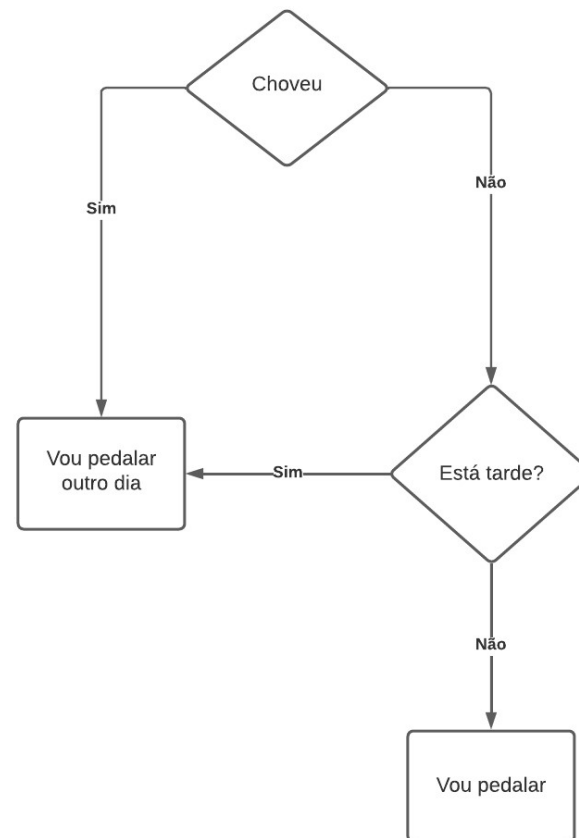 Choveu
Sim
Não
Vou pedalar
outro dia
Sim
Está tarde?
Não
Vou pedalar